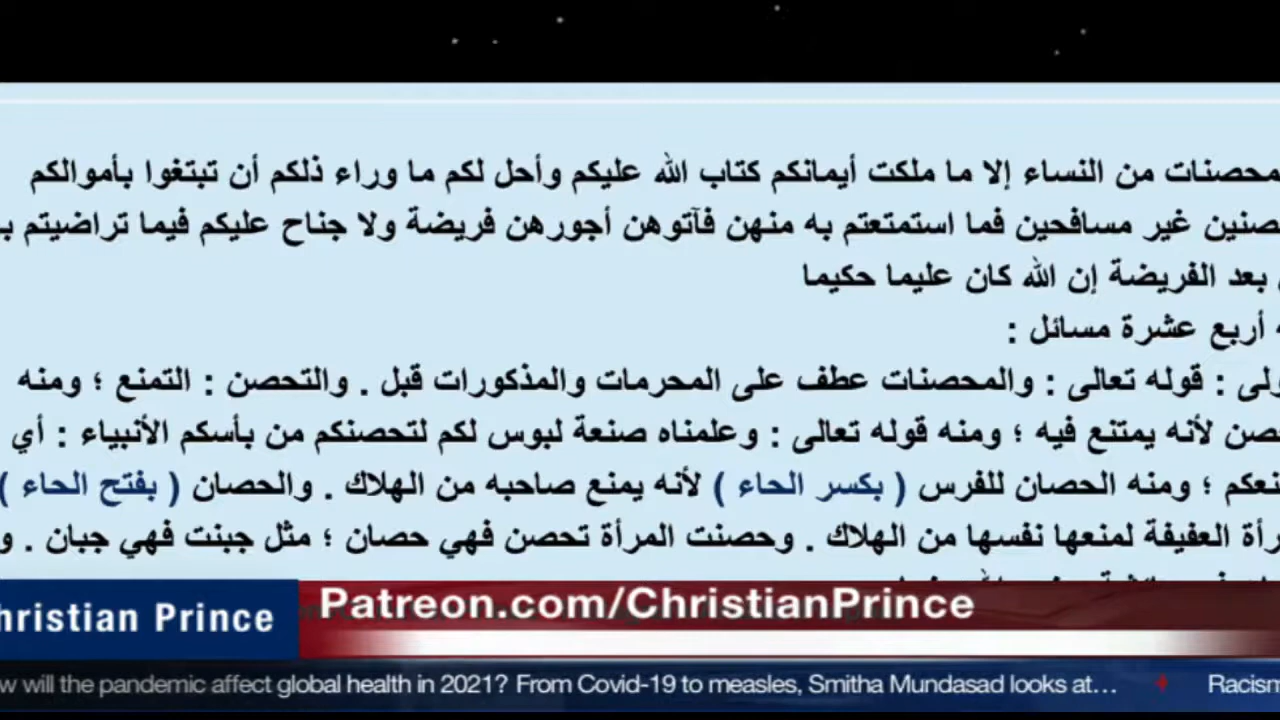 محصنات من النساء إلا ما ملكت أيمانكم كتاب الله عليكم وأحل لكم ما وراء ذلكم أن تبتغوا بأموالكم
صنين غير مسافحين فما استمتعتم به منهن فآتوهن أجورهن فريضة ولا جناح عليكم فيما تراضيتم ب
بعد الفريضة إن الله كان عليما حكيما
أربع عشرة مسائل :
ولى : قوله تعالى : والمحصنات عطف على المحرمات والمذكورات قبل . والتحصن : التمنع ؛ ومنه
حصن لأنه يمتنع فيه ؛ ومنه قوله تعالى : وعلمناه صنعة لبوس لكم لتحصنكم من بأسكم الأنبياء : أي
نعكم ؛ ومنه الحصان للفرس ( بكسر الحاء ) لأنه يمنع صاحبه من الهلاك . والحصان ( بفتح الحاء )
رأة العفيفة لمنعها نفسها من الهلاك . وحصنت المرأة تحصن فهي حصان ؛ مثل جبنت فهي جبان . و
hristian Prince
Patreon.com/ChristianPrince
w will the pandemic affect global health in 2021? From Covid-19 to measles, Smitha Mundasad looks at… Racism